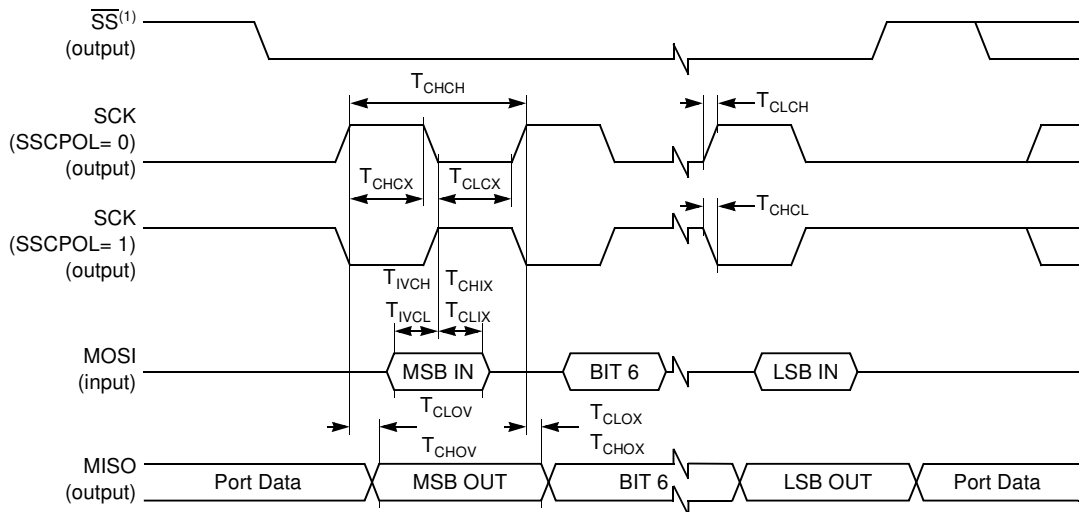 SS(1)
(output)
TCHCH
TCLCH
SCK
(SSCPOL= 0)
(output)
TCHCX
TCLCX
SCK
(SSCPOL= 1)
(output)
TCHCL
TIVCH
TCHIX
TIVCL
TCLIX
MOSI
(input)
MSB IN
BIT 6
LSB IN
TCLOV
TCLOX
TCHOV
TCHOX
MISO
(output)
Port Data
MSB OUT
BIT 6
LSB OUT
Port Data